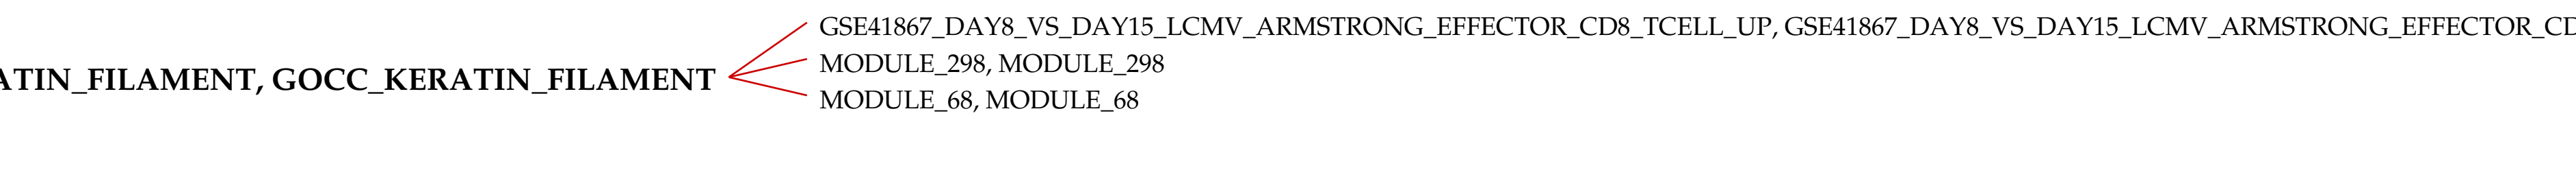 GSE41867_DAY8_VS_DAY15_LCMV_ARMSTRONG_EFFECTOR_CD8_TCELL_UP, GSE41867_DAY8_VS_DAY15_LCMV_ARMSTRONG_EFFECTOR_CD
MODULE_298, MODULE_298
ATIN_FILAMENT, GOCC_KERATIN_FILAMENT
MODULE_68, MODULE_68